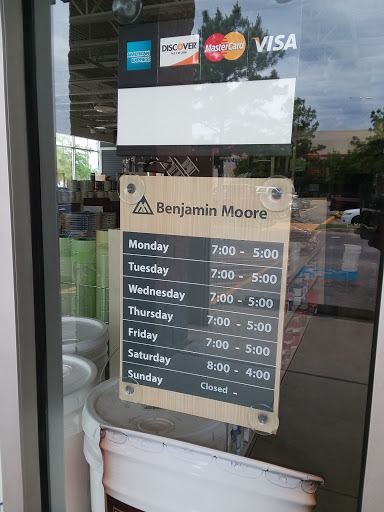 AMERICAN EXPRESS
DISCOVER
NETWORK
MasterCard
VISA
Benjamin Moore
Monday 7:00 - 5:00
Tuesday 7:00 - 5:00
Wednesday 7:00 - 5:00
Thursday 7:00 - 5:00
Friday 7:00 - 5:00
Saturday 8:00 - 4:00
Sunday Closed -